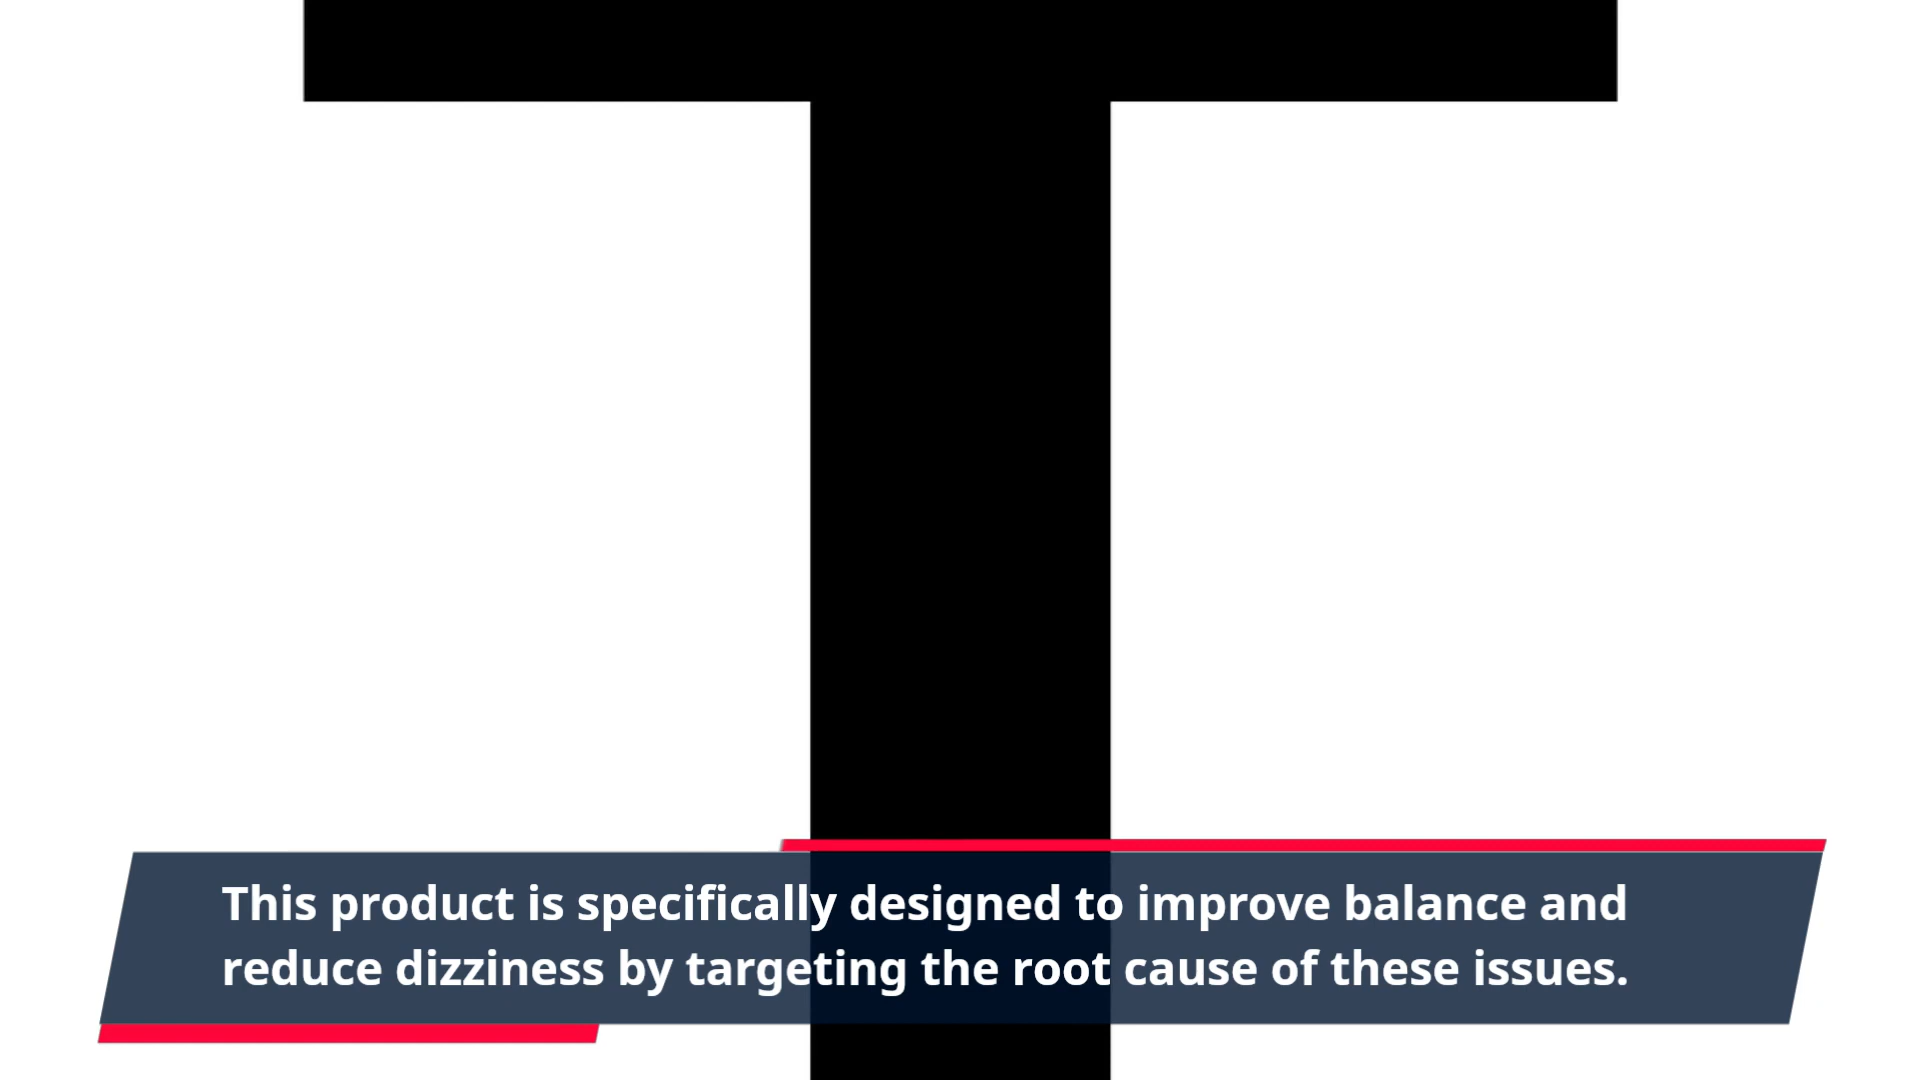 T
This product is specifically designed to improve balance and
reduce dizziness by targeting the root cause of these issues.